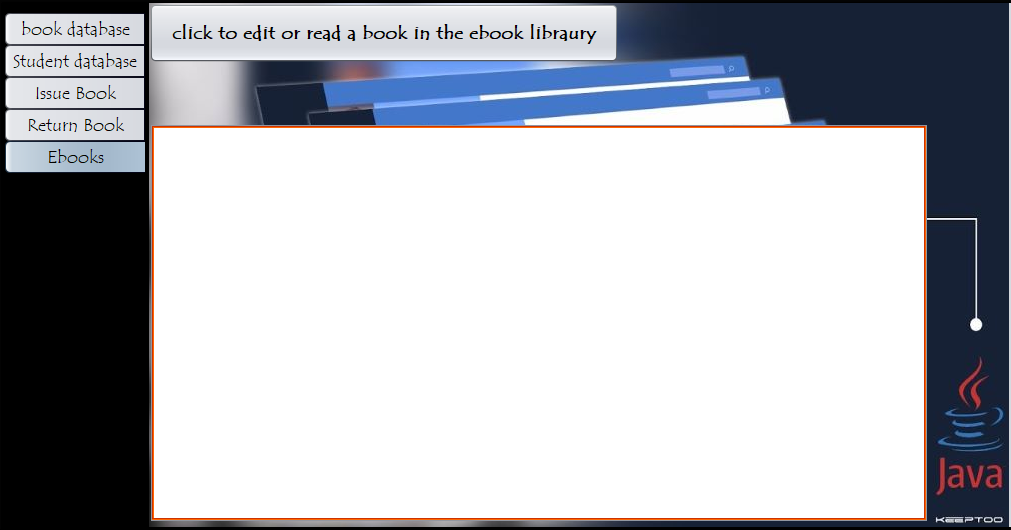 book database
Student database
Issue Book
Return Book
Ebooks
click to edit or read a book in the ebook libraury
Java
KEEPTOO